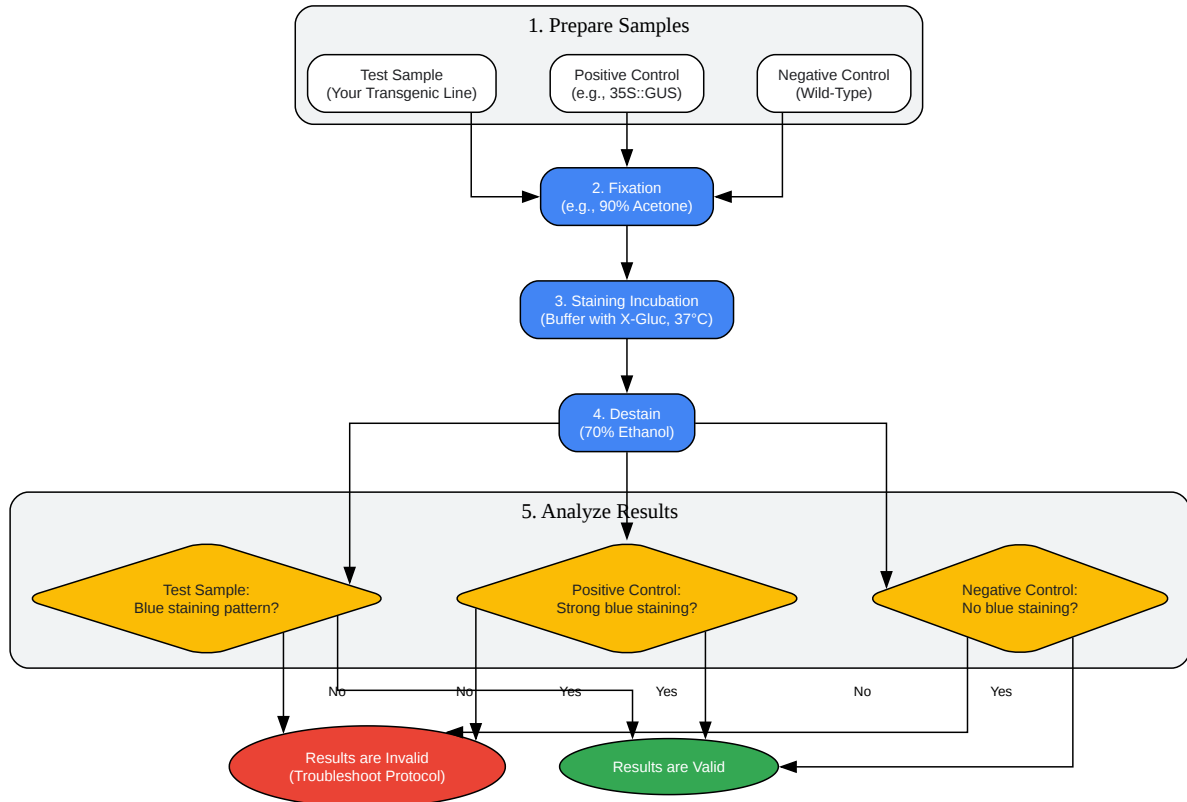 1. Prepare Samples
Test Sample
(Your Transgenic Line)
Positive Control
(e.g., 35S::GUS)
Negative Control
(Wild-Type)
2. Fixation
(e.g., 90% Acetone)
3. Staining Incubation
(Buffer with X-Gluc, 37°C)
4. Destain
(70% Ethanol)
5. Analyze Results
Test Sample:
Blue staining pattern?
Positive Control:
Strong blue staining?
Negative Control:
No blue staining?
No
No
Yes
Yes
No
Yes
Results are Invalid
(Troubleshoot Protocol)
Results are Valid